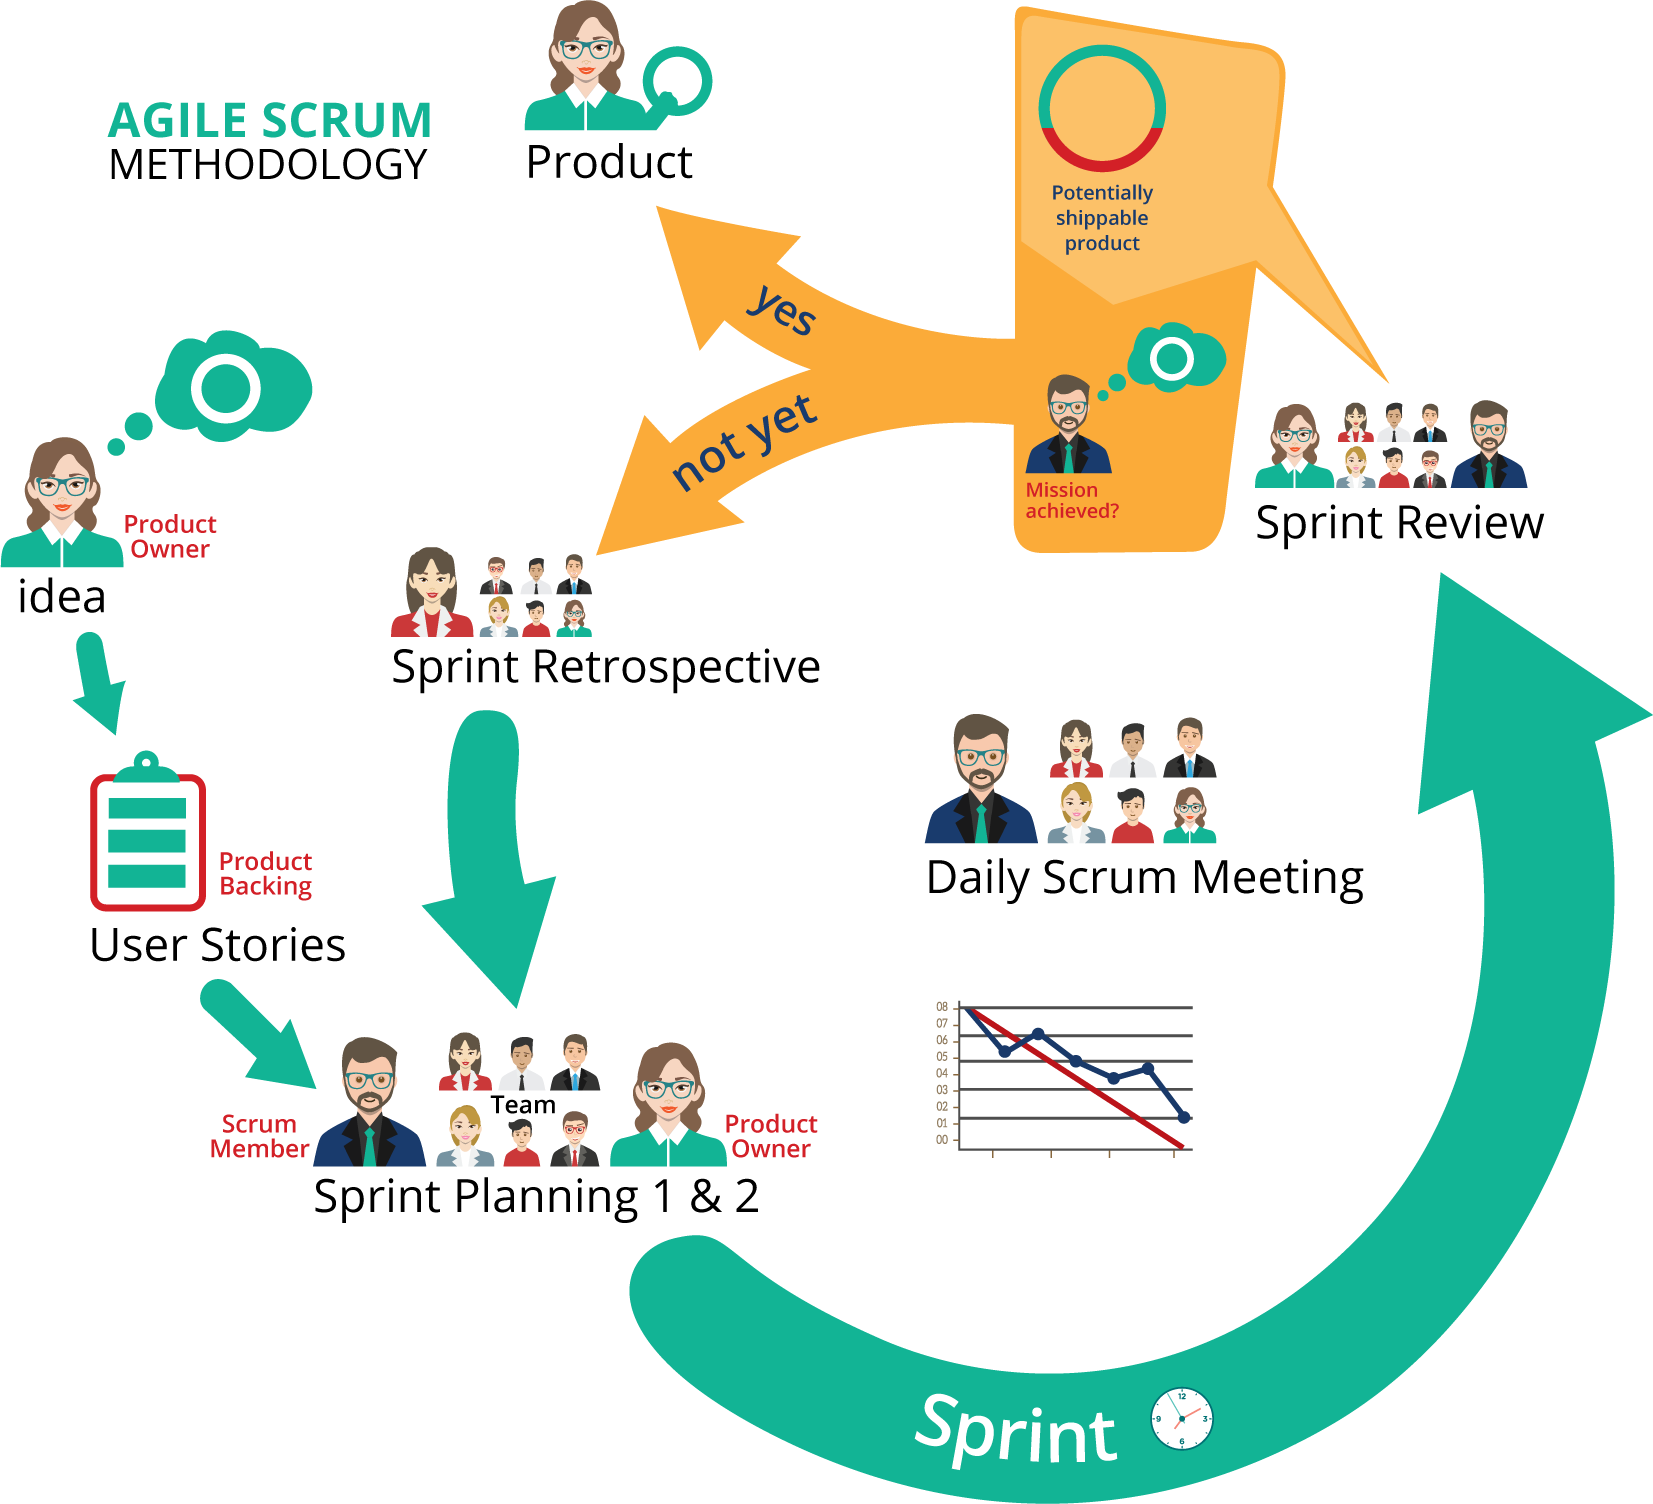 AGILE SCRUM
METHODOLOGY
Product
Potentially
shippable
product
yes
not yet
Mission
achieved?
Sprint Review
Product
Owner
idea
Sprint Retrospective
Daily Scrum Meeting
Product
Backing
User Stories
08
07
06
05
04
03
02
01
00
Scrum
Member
Team
Product
Owner
Sprint Planning 1 & 2
Sprint
12
9
3
6